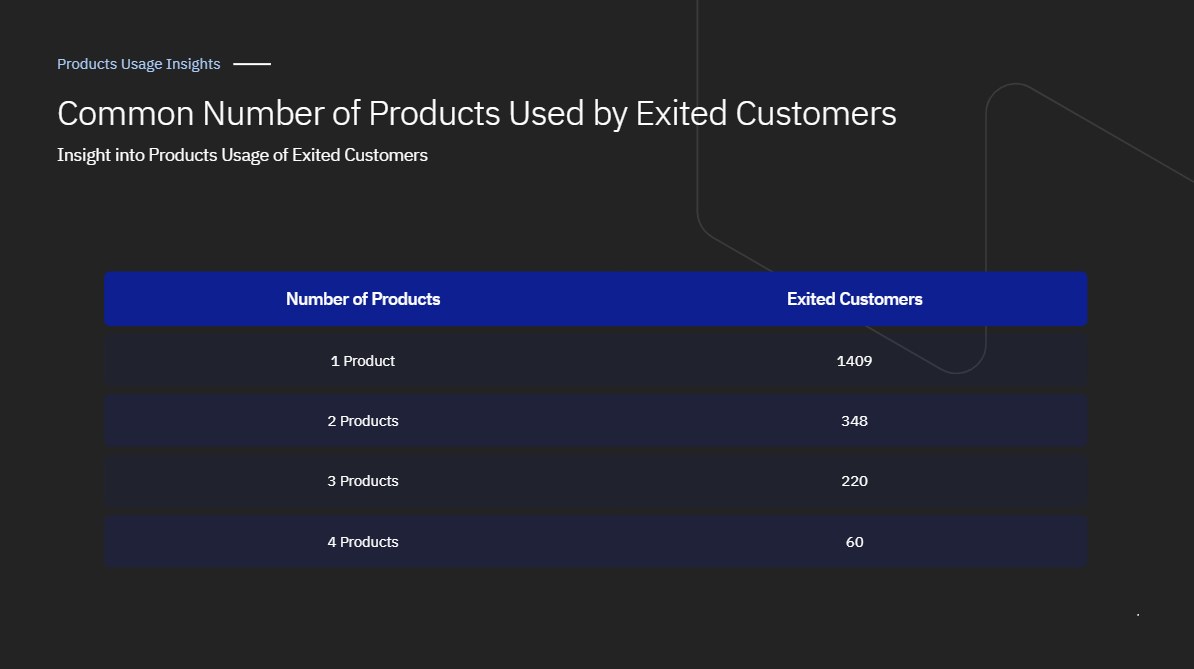 Products Usage Insights
Common Number of Products Used by Exited Customers
Insight into Products Usage of Exited Customers
Number of Products Exited Customers
1 Product 1409
2 Products 348
3 Products 220
4 Products 60
.